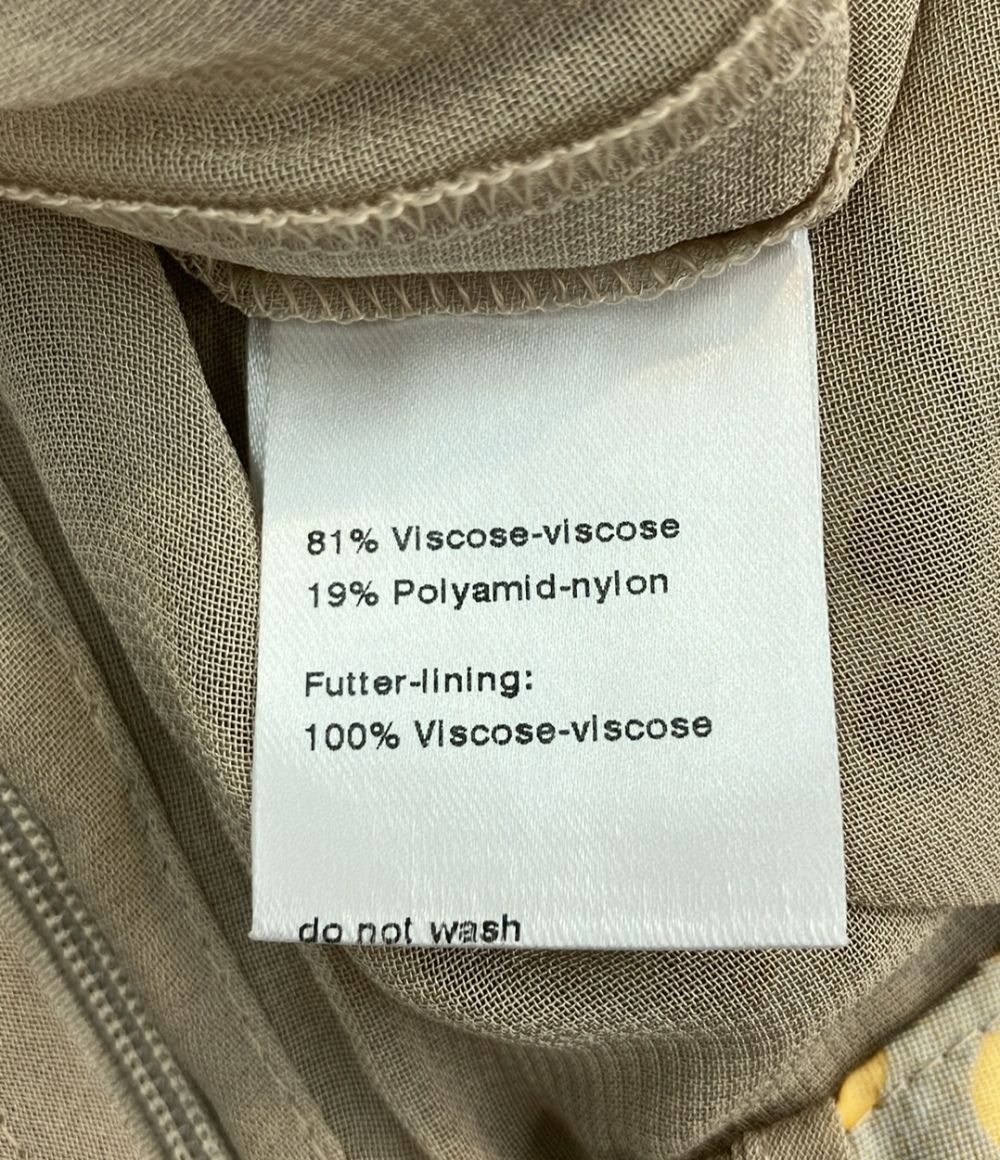 81% Viscose-viscose
19% Polyamid-nylon
Futter-lining:
100% Viscose-viscose
do not wash